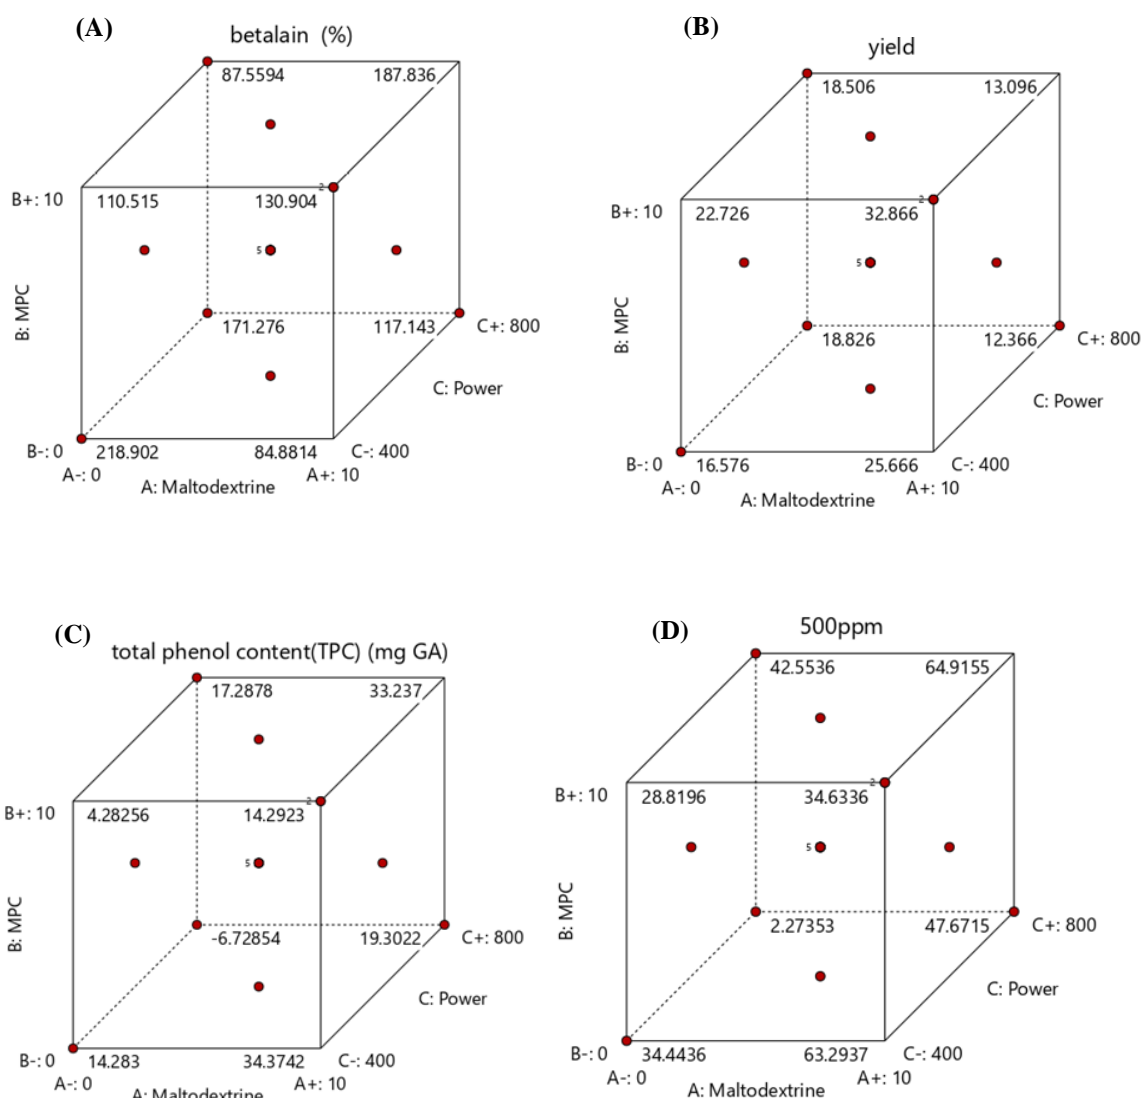 (A)
betalain (%)
87.5594 187.836
B+: 10 110.515 130.904
2
5
B: MPC
171.276 117.143 C+: 800
C: Power
B-: 0 218.902 84.8814 C-: 400
A-: 0 A+: 10
A: Maltodextrine
(B)
yield
18.506 13.096
B+: 10 22.726 32.866
2
5
B: MPC
18.826 12.366 C+: 800
C: Power
B-: 0 16.576 25.666 C-: 400
A-: 0 A+: 10
A: Maltodextrine
(C)
total phenol content(TPC) (mg GA)
17.2878 33.237
B+: 10 4.28256 14.2923
2
5
B: MPC
-6.72854 19.3022 C+: 800
C: Power
B-: 0 14.283 34.3742 C-: 400
A-: 0 A+: 10
A: Maltodextrine
(D)
500ppm
42.5536 64.9155
B+: 10 28.8196 34.6336
2
5
B: MPC
2.27353 47.6715 C+: 800
C: Power
B-: 0 34.4436 63.2937 C-: 400
A-: 0 A+: 10
A: Maltodextrine